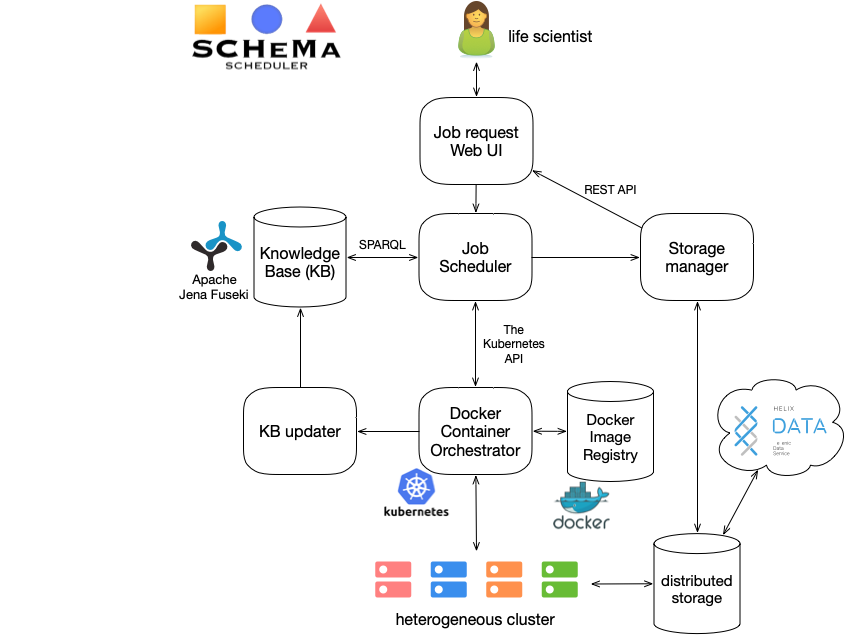 SCHEMA
SCHEDULER
life scientist
Job request
Web UI
REST API
Knowledge
Base (KB)
SPARQL
Job
Scheduler
Storage
manager
Apache
Jena Fuseki
The
Kubernetes
API
KB updater
Docker
Container
Orchestrator
Docker
Image
Registry
HELIX
DATA
Data
Service
kubernetes
docker
distributed
storage
heterogeneous cluster